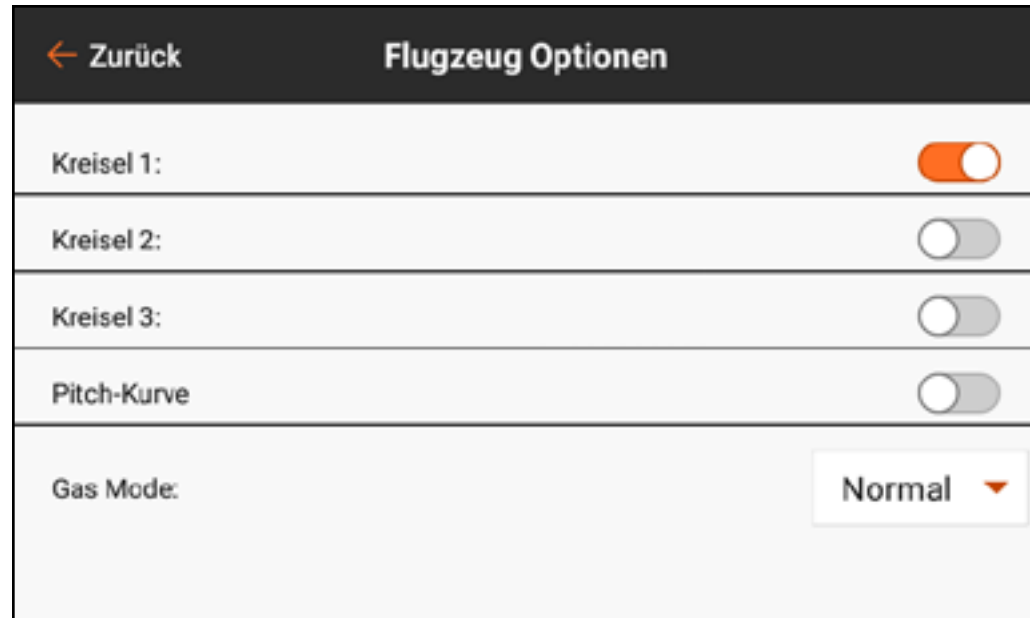 Zurück Flugzeug Optionen
Kreisel 1:
Kreisel 2:
Kreisel 3:
Pitch-Kurve
Gas Mode: Normal